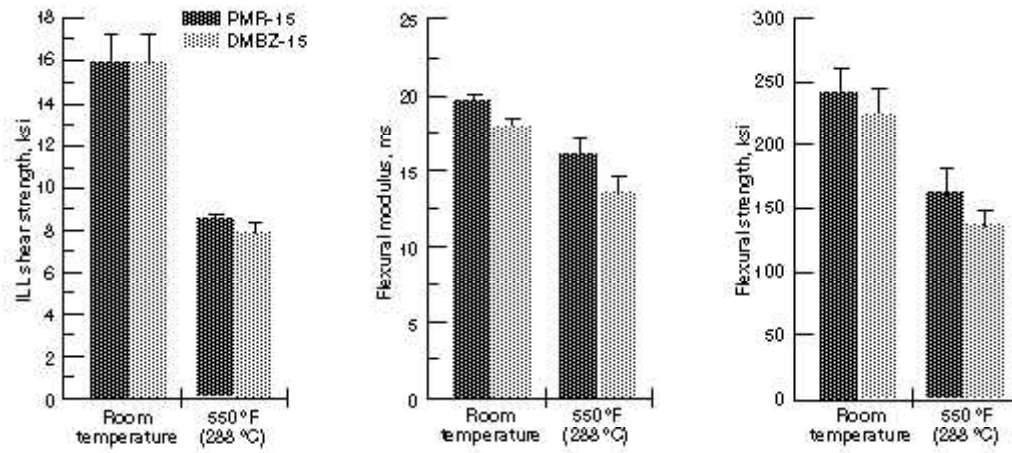 ILL shear strength, ksi
18
16
14
12
10
8
6
4
2
0
PMR-15
DMBZ-15
Room
temperature
550 °F
(288 °C)
Flexural modulus, ms
25
20
15
10
5
0
Room
temperature
550 °F
(288 °C)
Flexural strength, ksi
300
250
200
150
100
50
0
Room
temperature
550 °F
(288 °C)